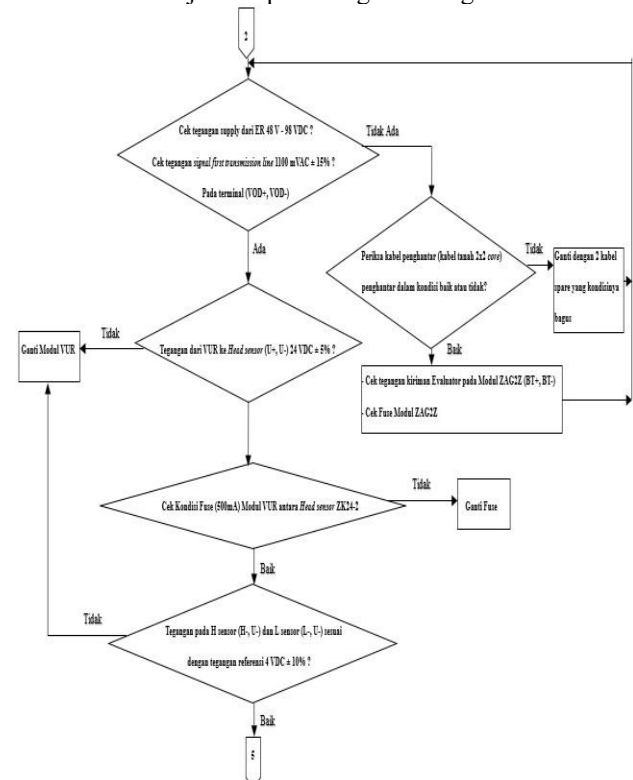 2
Cek tegangan supply dari ER 48 V - 98 VDC ?
Cek tegangan signal first transmission line 1100 mVAC ± 15% ?
Pada terminal (VOD+, VOD-)
Tidak Ada
Ada
Periksa kabel penghantar (kabel tanah 2x2 core)
penghantar dalam kondisi baik atau tidak?
Tidak
Ganti dengan 2 kabel
spare yang kondisinya
bagus
Baik
- Cek tegangan kiriman Evaluator pada Modul ZAG2Z (BT+, BT-)
- Cek Fuse Modul ZAG2Z
Tegangan dari VUR ke Head sensor (U+, U-) 24 VDC ± 5% ?
Tidak
Ganti Modul VUR
Cek Kondisi Fuse (500mA) Modul VUR antara Head sensor ZK24-2
Tidak
Ganti Fuse
Baik
Tegangan pada H sensor (H-, U-) dan L sensor (L-, U-) sesuai
dengan tegangan referensi 4 VDC ± 10% ?
Tidak
Baik
5